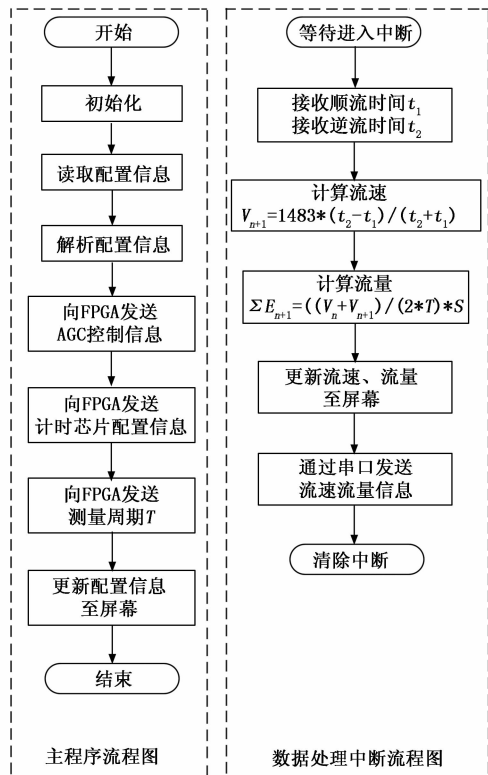 开始
初始化
读取配置信息
解析配置信息
向FPGA发送
AGC控制信息
向FPGA发送
计时芯片配置信息
向FPGA发送
测量周期T
更新配置信息
至屏幕
结束
主程序流程图
等待进入中断
接收顺流时间t₁
接收逆流时间t₂
计算流速
Vₙ₊₁=1483*(t₂-t₁)/(t₂+t₁)
计算流量
ΣEₙ₊₁=((Vₙ+Vₙ₊₁)/(2*T)*S
更新流速、流量
至屏幕
通过串口发送
流速流量信息
清除中断
数据处理中断流程图